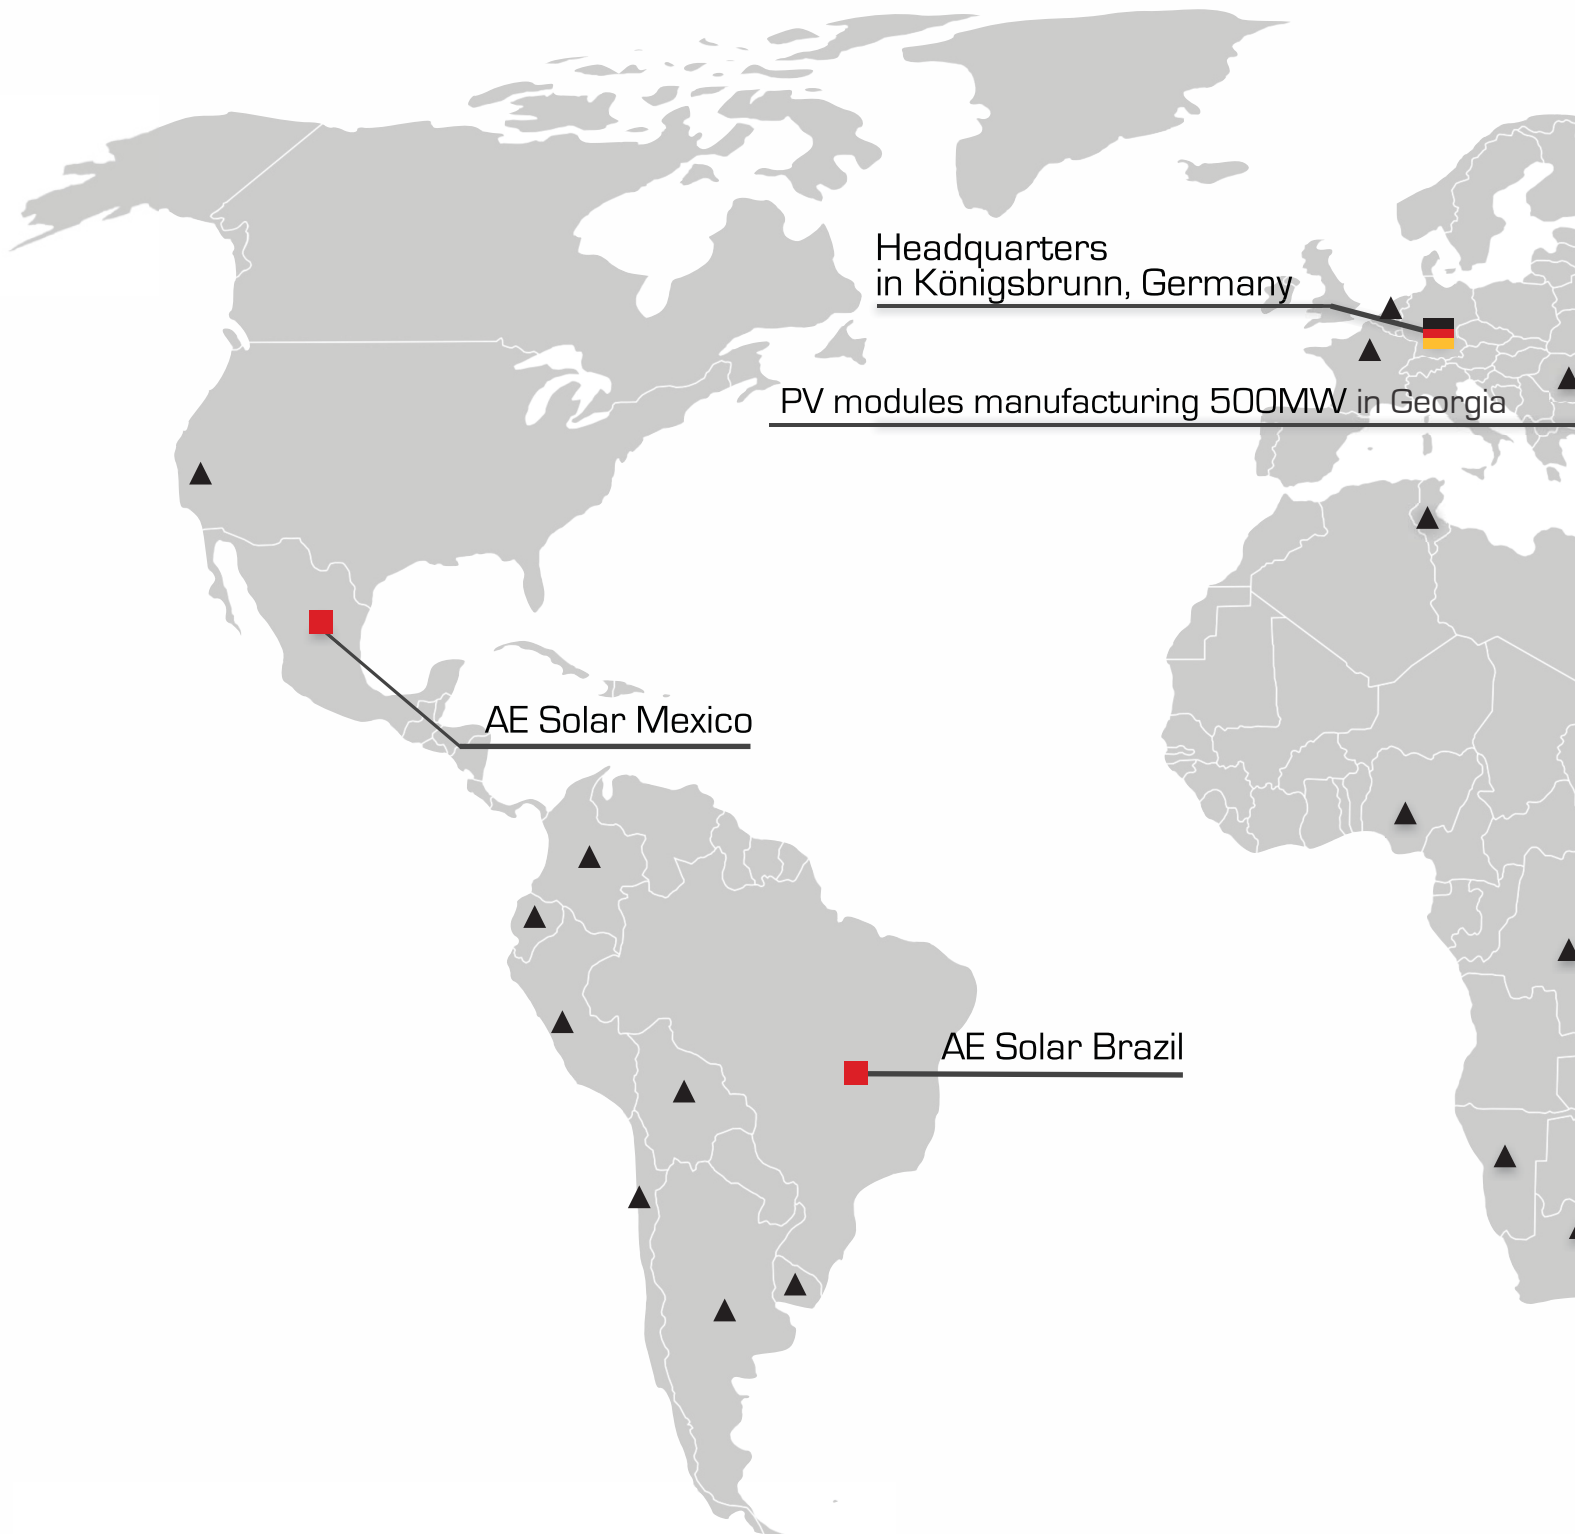 Headquarters
in Königsbrunn, Germany
PV modules manufacturing 500MW in Georgia
AE Solar Mexico
AE Solar Brazil